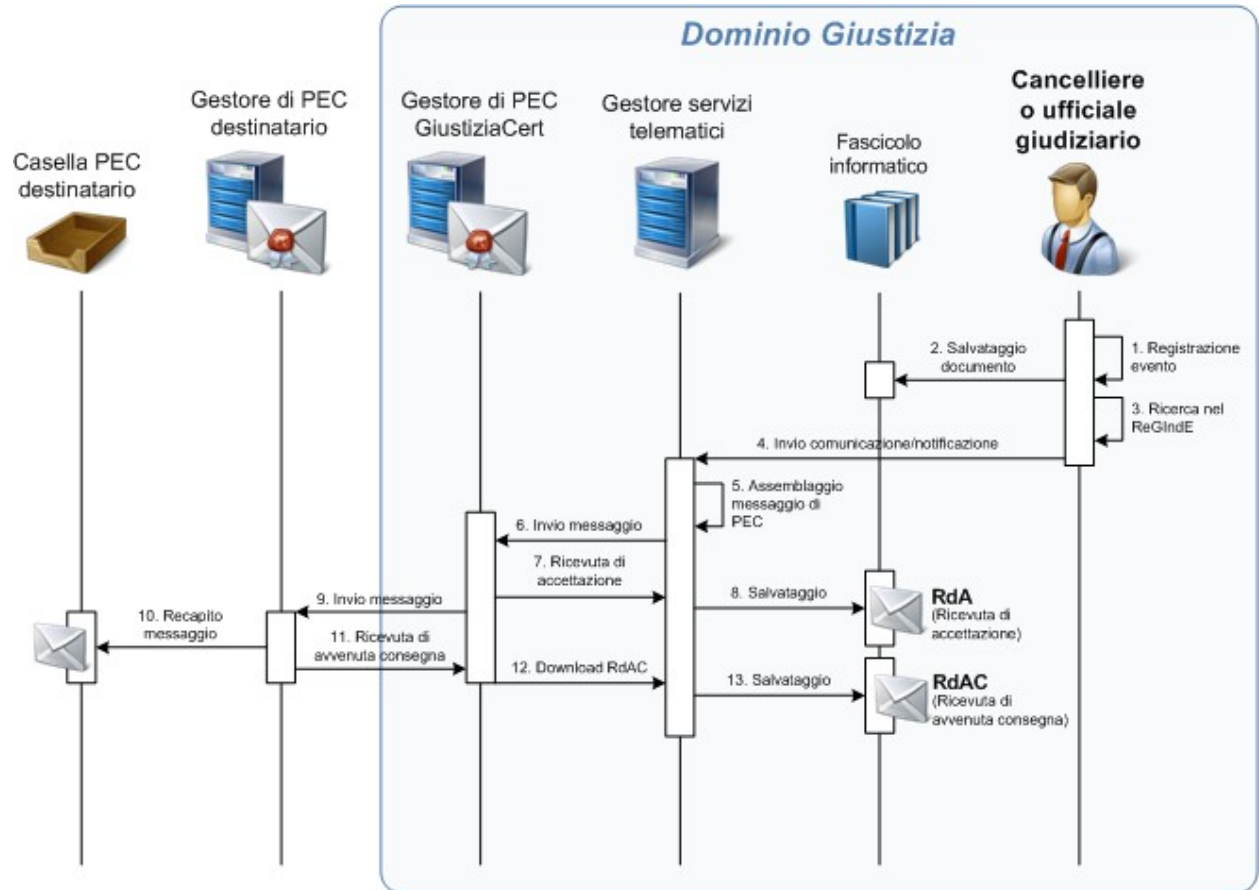 Dominio Giustizia
Casella PEC
destinatario
Gestore di PEC
destinatario
Gestore di PEC
GiustiziaCert
Gestore servizi
telematici
Fascicolo
informatico
Cancelliere
o ufficiale
giudiziario
1. Registrazione
evento
2. Salvataggio
documento
3. Ricerca nel
ReGIndE
4. Invio comunicazione/notificazione
5. Assemblaggio
messaggio di
PEC
6. Invio messaggio
7. Ricevuta di
accettazione
8. Salvataggio
RdA
(Ricevuta di
accettazione)
9. Invio messaggio
10. Recapito
messaggio
11. Ricevuta di
avvenuta consegna
12. Download RdAC
13. Salvataggio
RdAC
(Ricevuta di
avvenuta consegna)